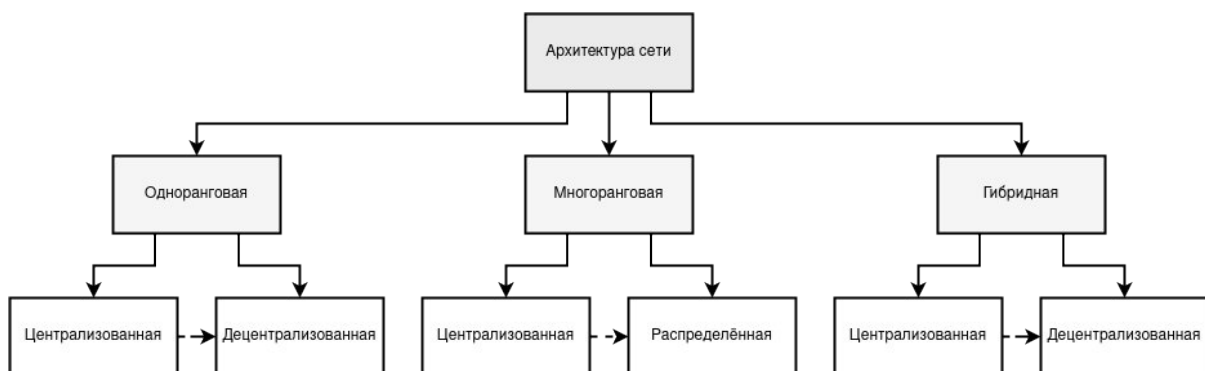 Архитектура сети
Одноранговая
Многоранговая
Гибридная
Централизованная
Децентрализованная
Централизованная
Распределённая
Централизованная
Децентрализованная